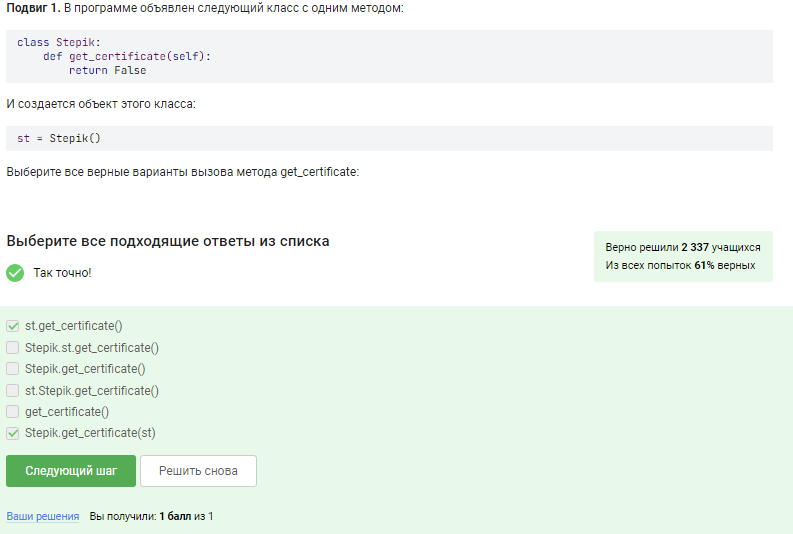 Подвиг 1. В программе объявлен следующий класс с одним методом:
class Stepik:
    def get_certificate(self):
        return False
И создается объект этого класса:
st = Stepik()
Выберите все верные варианты вызова метода get_certificate:
Выберите все подходящие ответы из списка
Верно решили 2 337 учащихся
Из всех попыток 61% верных
Так точно!
st.get_certificate()
Stepik.st.get_certificate()
Stepik.get_certificate()
st.Stepik.get_certificate()
get_certificate()
Stepik.get_certificate(st)
Следующий шаг Решить снова
Ваши решения Вы получили: 1 балл из 1